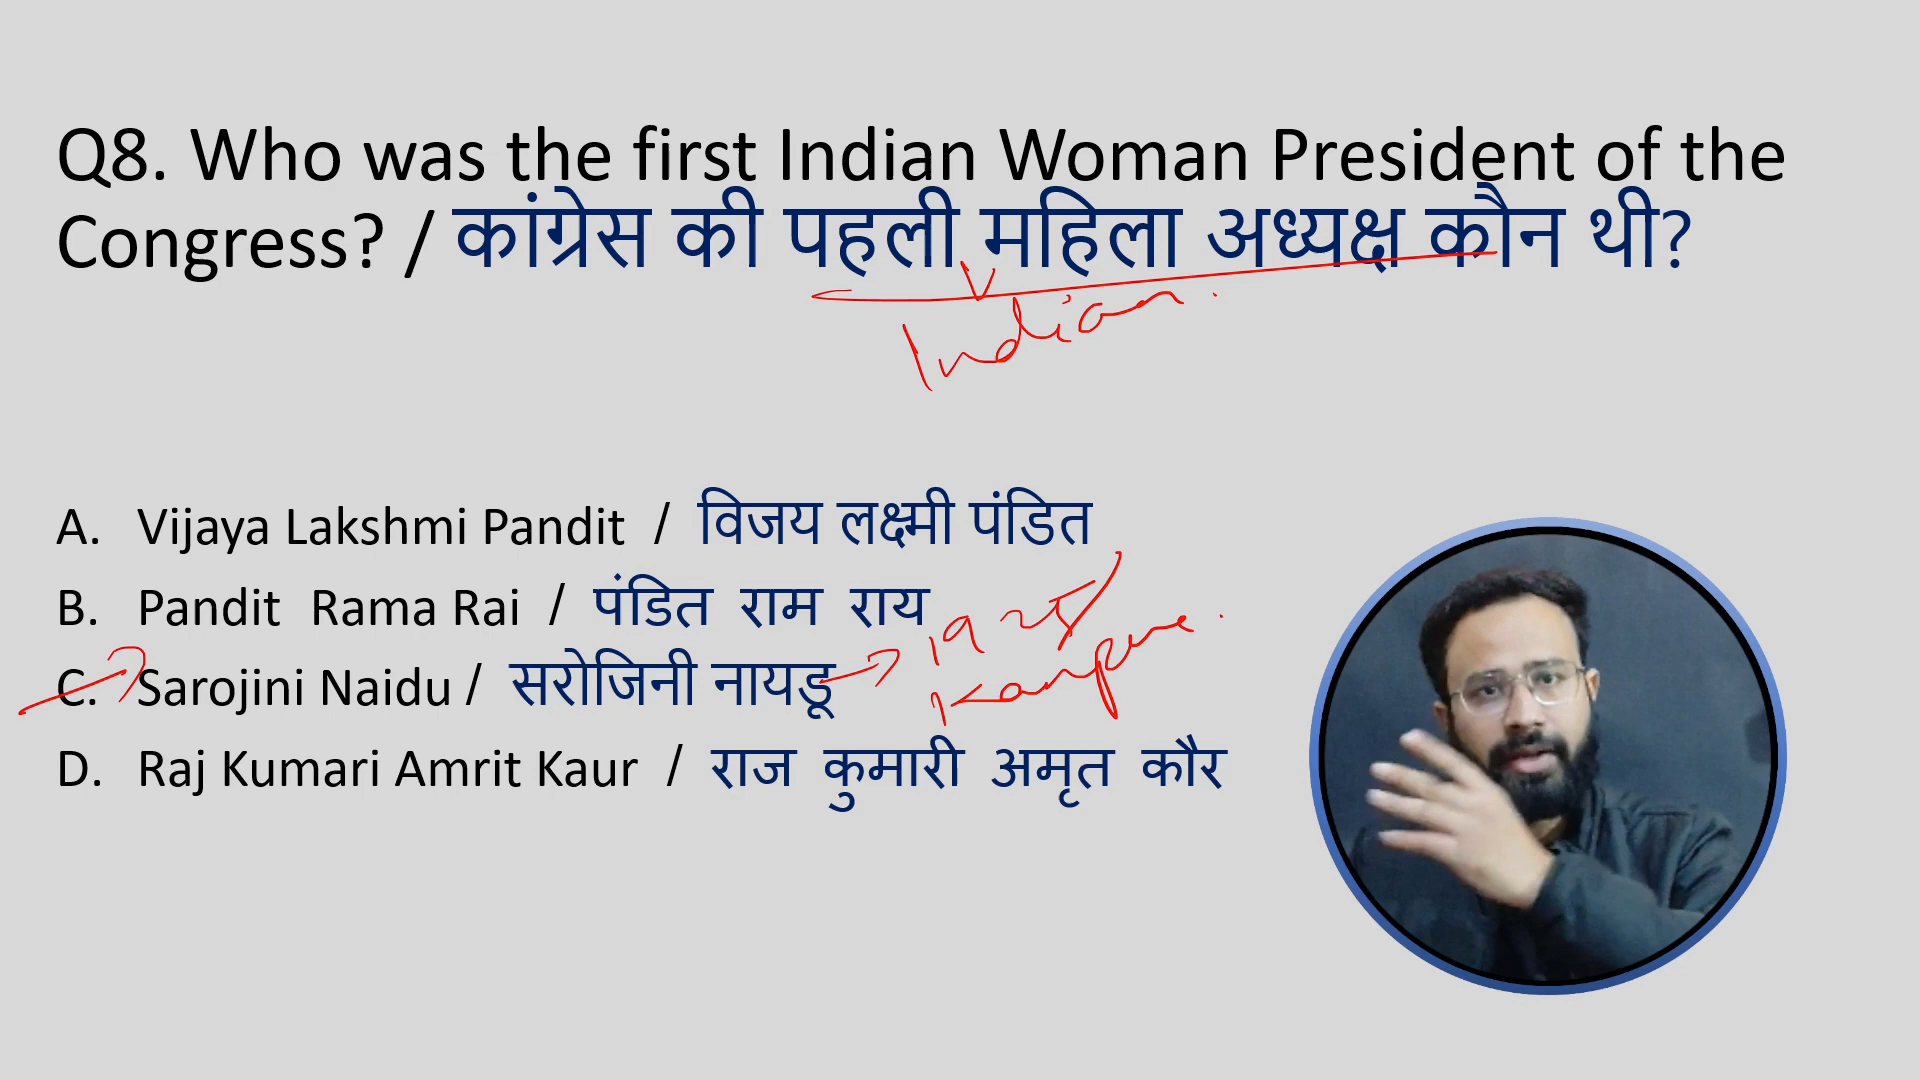 Q8. Who was the first Indian Woman President of the
Congress? / कांग्रेस की पहली महिला अध्यक्ष कौन थी?
Indian.
A. Vijaya Lakshmi Pandit / विजय लक्ष्मी पंडित
B. Pandit Rama Rai / पंडित राम राय
1925
C. Sarojini Naidu / सरोजिनी नायडू
Kanpur.
D. Raj Kumari Amrit Kaur / राज कुमारी अमृत कौर